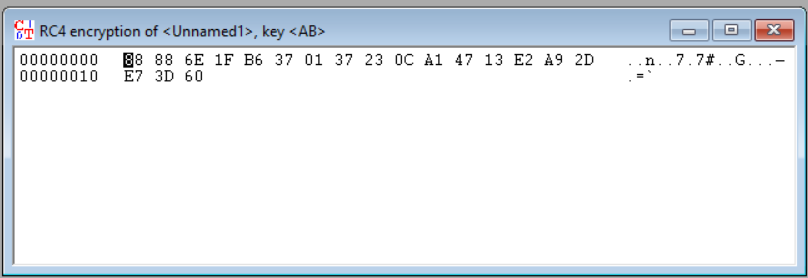 RC4 encryption of <Unnamed1>, key <AB>
00000000 88 88 6E 1F B6 37 01 37 23 0C A1 47 13 E2 A9 2D ..n..7.7#..G...-
00000010 E7 3D 60 .=`